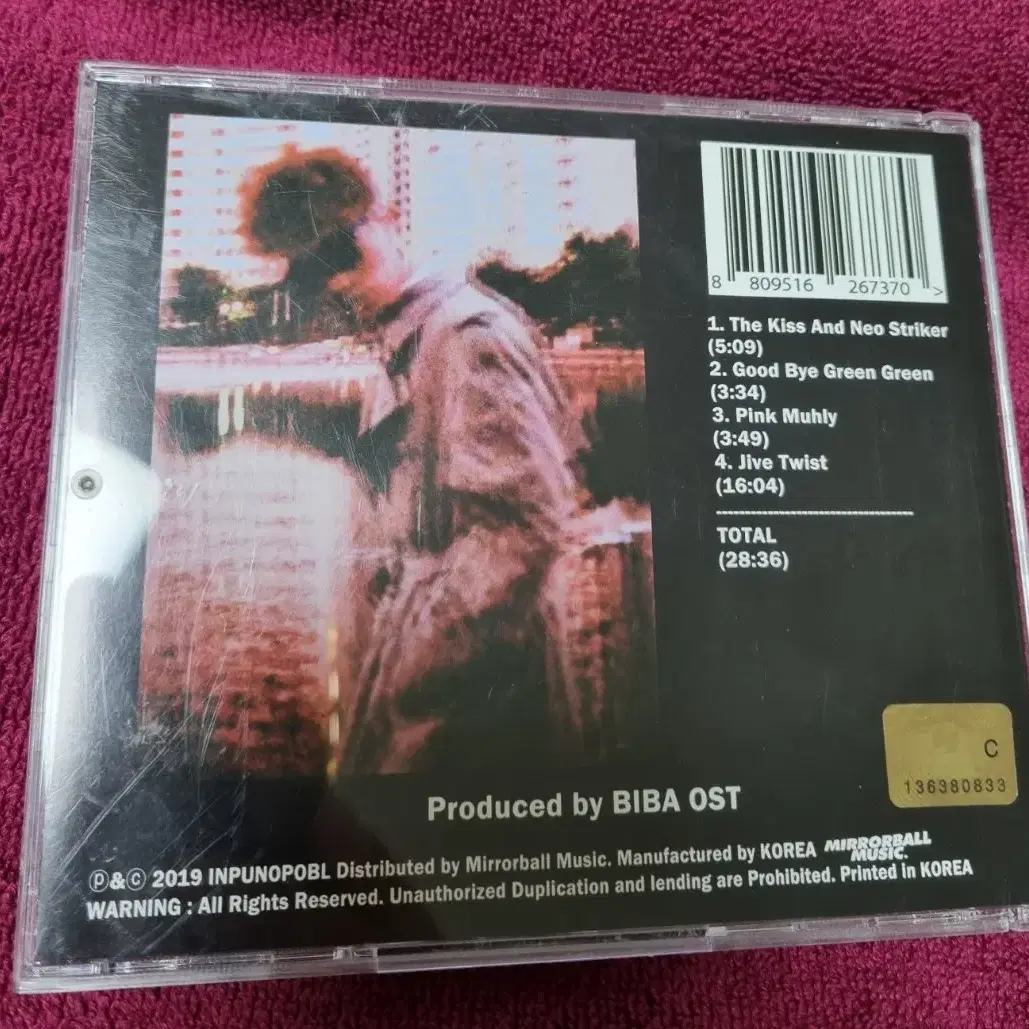 8 809516 267370 >
1. The Kiss And Neo Striker
(5:09)
2. Good Bye Green Green
(3:34)
3. Pink Muhly
(3:49)
4. Jive Twist
(16:04)
TOTAL
(28:36)
C
136380833
Produced by BIBA OST
Ⓟ&Ⓒ 2019 INPUNOPOBL Distributed by Mirrorball Music. Manufactured by KOREA MIRRORBALL MUSIC.
WARNING : All Rights Reserved. Unauthorized Duplication and lending are Prohibited. Printed in KOREA